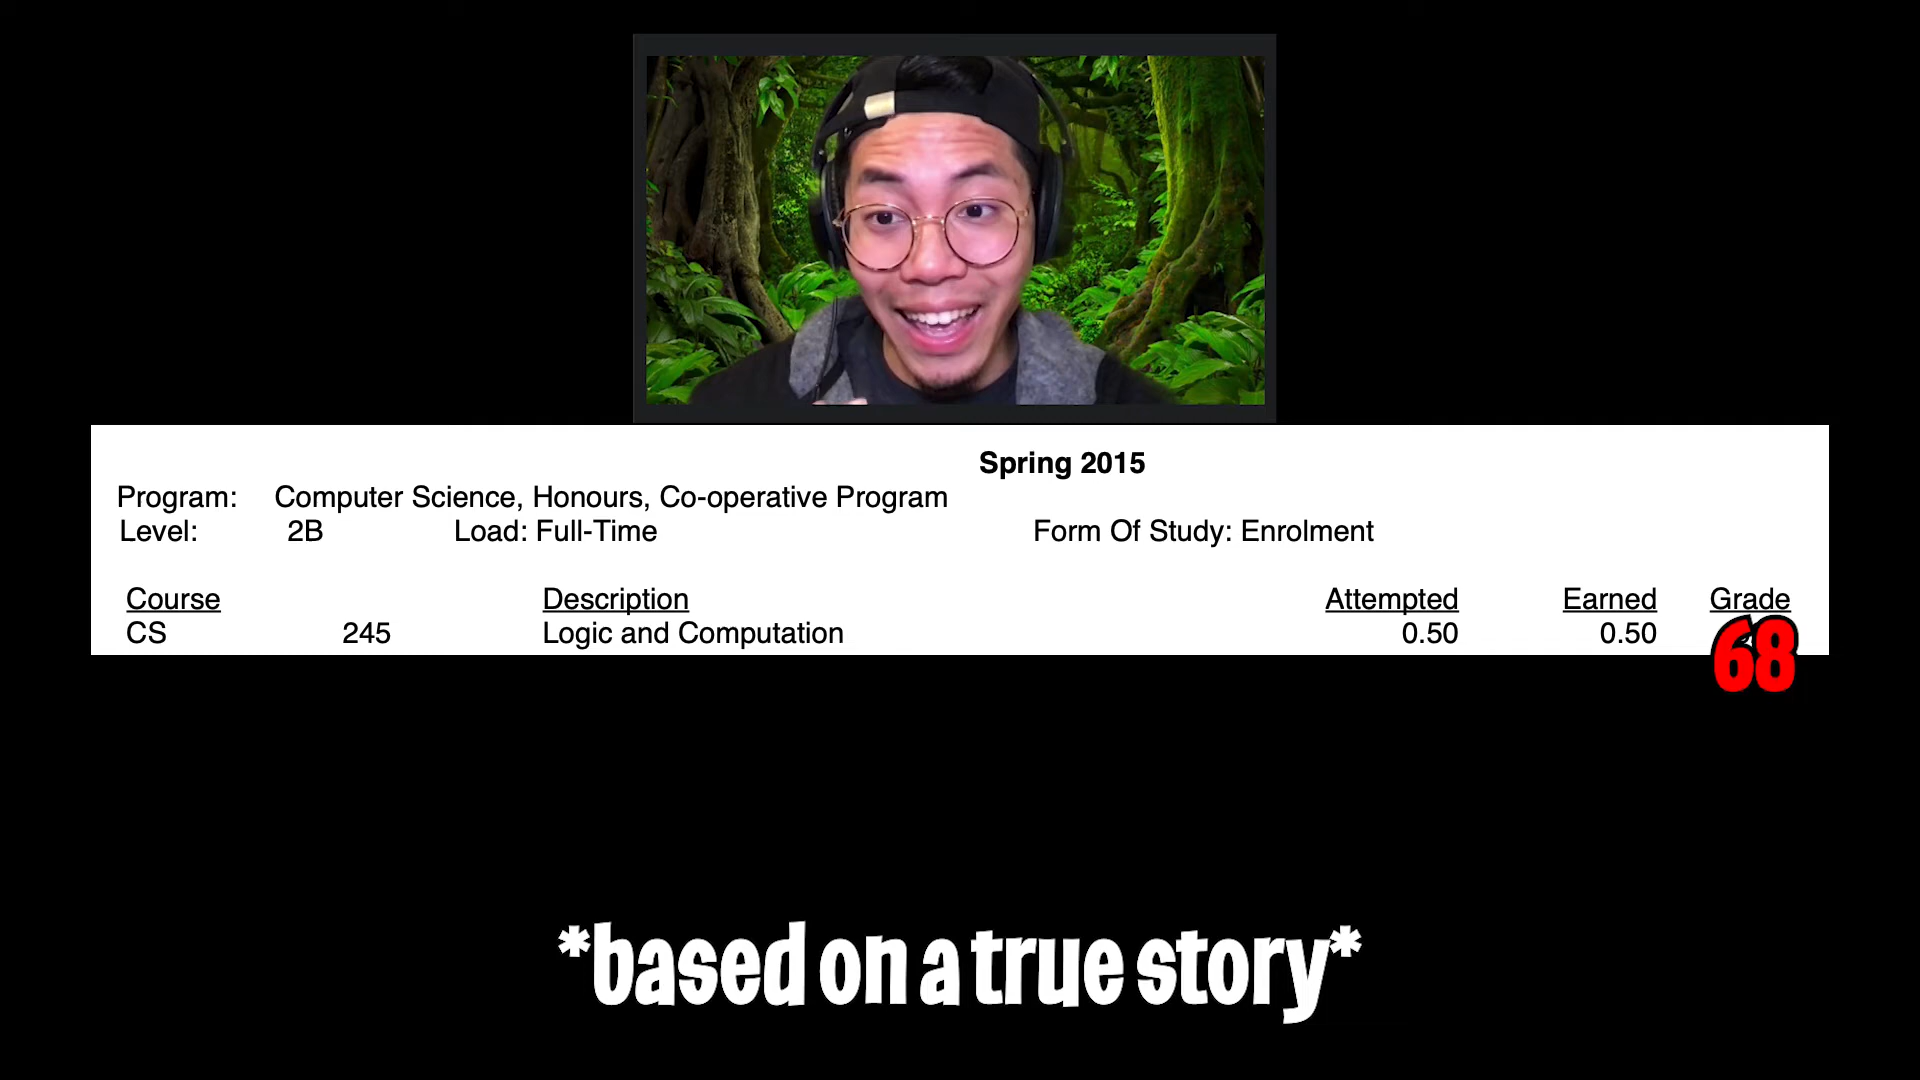 Spring 2015
Program: Computer Science, Honours, Co-operative Program
Level: 2B Load: Full-Time Form Of Study: Enrolment
Course Description Attempted Earned Grade
CS 245 Logic and Computation 0.50 0.50 68
*based on a true story*